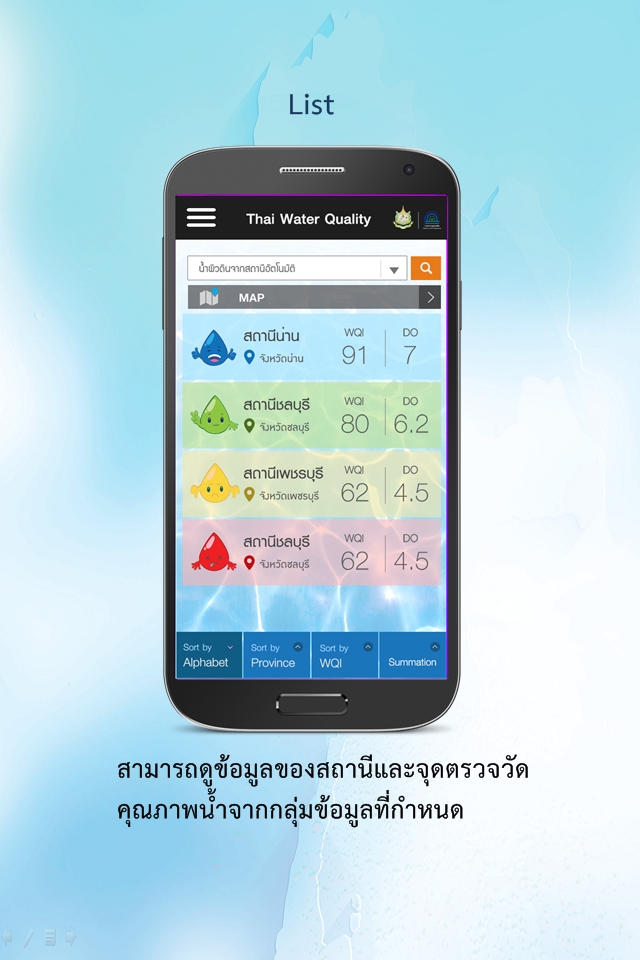 List
Thai Water Quality
น้ำผิวดินจากสถานีอัตโนมัติ
MAP
สถานีน่าน
จังหวัดน่าน
WQI
91
DO
7
สถานีชลบุรี
จังหวัดชลบุรี
WQI
80
DO
6.2
สถานีเพชรบุรี
จังหวัดเพชรบุรี
WQI
62
DO
4.5
สถานีชลบุรี
จังหวัดชลบุรี
WQI
62
DO
4.5
Sort by
Alphabet
Sort by
Province
Sort by
WQI
Summation
สามารถดูข้อมูลของสถานีและจุดตรวจวัด
คุณภาพน้ำจากกลุ่มข้อมูลที่กำหนด